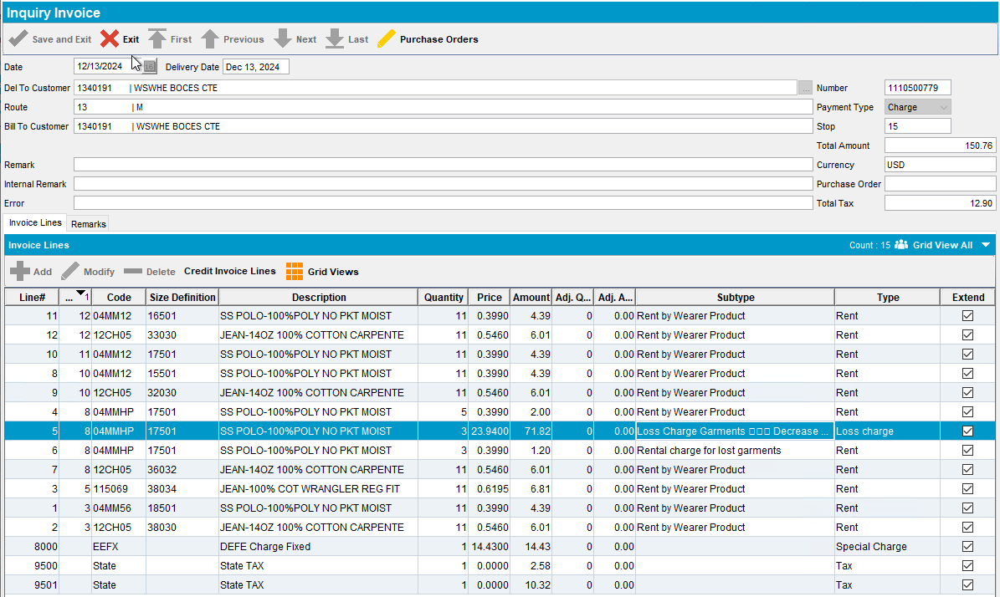 Inquiry Invoice
Save and Exit Exit First Previous Next Last Purchase Orders
Date 12/13/2024 Delivery Date Dec 13, 2024
Del To Customer 1340191 | WSWHE BOCES CTE ... Number 1110500779
Route 13 | M Payment Type Charge
Bill To Customer 1340191 | WSWHE BOCES CTE Stop 15
Total Amount 150.76
Remark Currency USD
Internal Remark Purchase Order
Error Total Tax 12.90
Invoice Lines Remarks
Invoice Lines Count : 15 Grid View All
Add Modify Delete Credit Invoice Lines Grid Views
Line# ... 1 Code Size Definition Description Quantity Price Amount Adj. Q... Adj. A... Subtype Type Extend
11 12 04MM12 16501 SS POLO-100%POLY NO PKT MOIST 11 0.3990 4.39 0 0.00 Rent by Wearer Product Rent
12 12 12CH05 33030 JEAN-14OZ 100% COTTON CARPENTE 11 0.5460 6.01 0 0.00 Rent by Wearer Product Rent
10 11 04MM12 17501 SS POLO-100%POLY NO PKT MOIST 11 0.3990 4.39 0 0.00 Rent by Wearer Product Rent
8 10 04MM12 15501 SS POLO-100%POLY NO PKT MOIST 11 0.3990 4.39 0 0.00 Rent by Wearer Product Rent
9 10 12CH05 32030 JEAN-14OZ 100% COTTON CARPENTE 11 0.5460 6.01 0 0.00 Rent by Wearer Product Rent
4 8 04MMHP 17501 SS POLO-100%POLY NO PKT MOIST 5 0.3990 2.00 0 0.00 Rent by Wearer Product Rent
5 8 04MMHP 17501 SS POLO-100%POLY NO PKT MOIST 3 23.9400 71.82 0 0.00 Loss Charge Garments □□□ Decrease ... Loss charge
6 8 04MMHP 17501 SS POLO-100%POLY NO PKT MOIST 3 0.3990 1.20 0 0.00 Rental charge for lost garments Rent
7 8 12CH05 36032 JEAN-14OZ 100% COTTON CARPENTE 11 0.5460 6.01 0 0.00 Rent by Wearer Product Rent
3 5 115069 38034 JEAN-100% COT WRANGLER REG FIT 11 0.6195 6.81 0 0.00 Rent by Wearer Product Rent
1 3 04MM56 18501 SS POLO-100%POLY NO PKT MOIST 11 0.3990 4.39 0 0.00 Rent by Wearer Product Rent
2 3 12CH05 38030 JEAN-14OZ 100% COTTON CARPENTE 11 0.5460 6.01 0 0.00 Rent by Wearer Product Rent
8000 EEFX DEFE Charge Fixed 1 14.4300 14.43 0 0.00 Special Charge
9500 State State TAX 1 0.0000 2.58 0 0.00 Tax
9501 State State TAX 1 0.0000 10.32 0 0.00 Tax